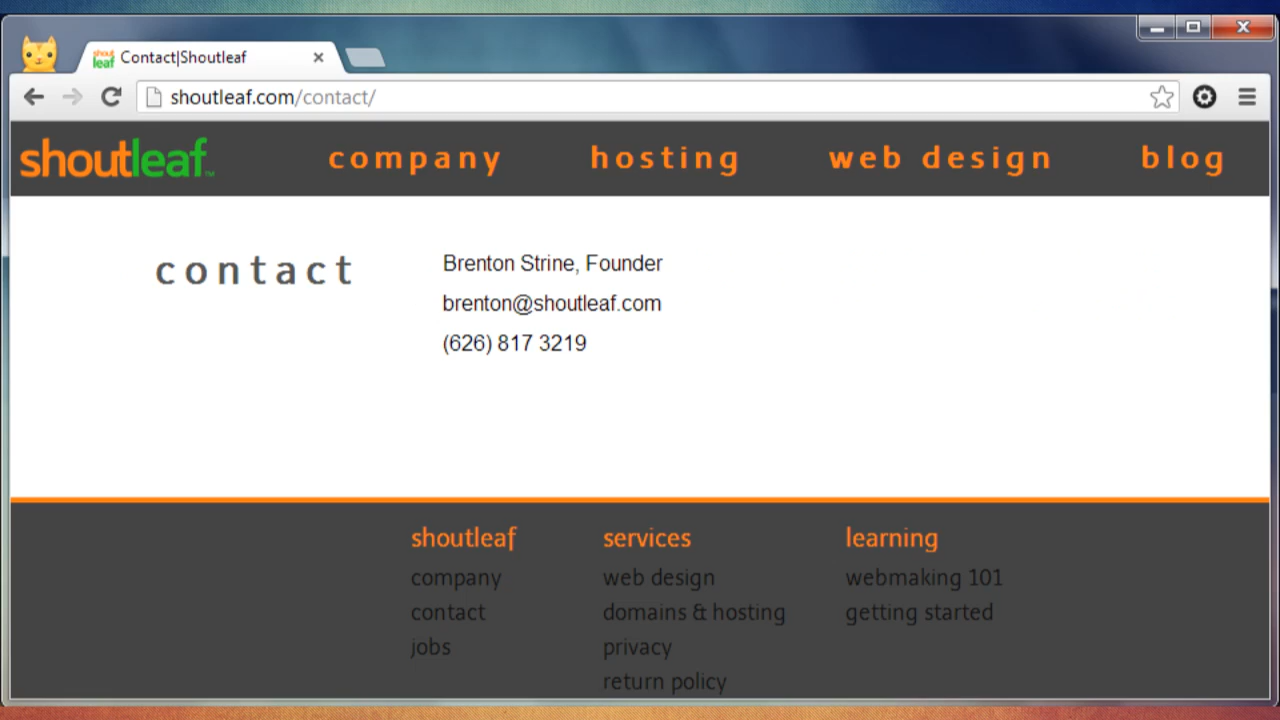 Contact|Shoutleaf
shoutleaf.com/contact/
shoutleaf™ company hosting web design blog
contact
Brenton Strine, Founder
brenton@shoutleaf.com
(626) 817 3219
shoutleaf services learning
company web design webmaking 101
contact domains & hosting getting started
jobs privacy
return policy